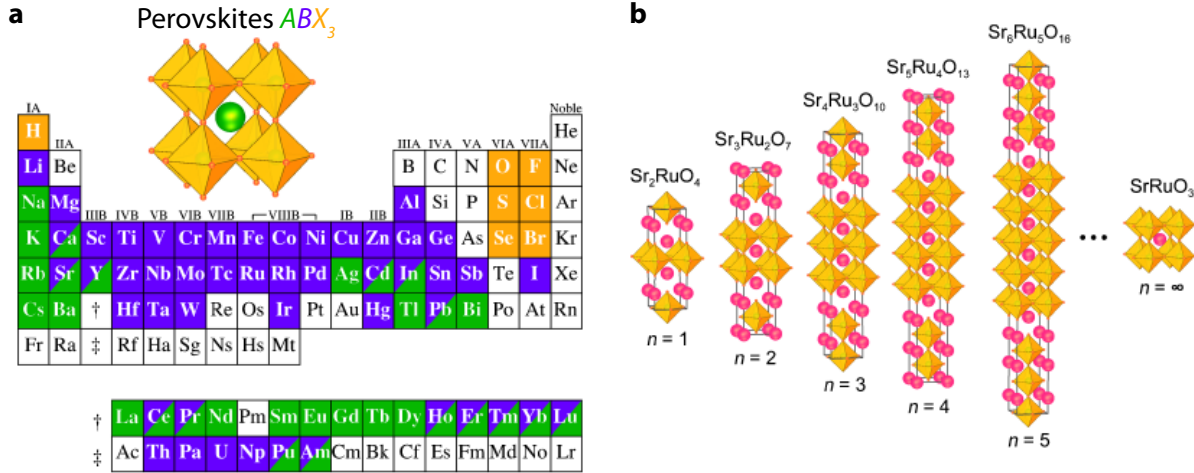 a
Perovskites ABX₃
IA Noble
H He
IIA IIIA IVA VA VIA VIIA
Li Be B C N O F Ne
Na Mg Al Si P S Cl Ar
IIIB IVB VB VIB VIIB VIIIB IB IIB
K Ca Sc Ti V Cr Mn Fe Co Ni Cu Zn Ga Ge As Se Br Kr
Rb Sr Y Zr Nb Mo Tc Ru Rh Pd Ag Cd In Sn Sb Te I Xe
Cs Ba † Hf Ta W Re Os Ir Pt Au Hg Tl Pb Bi Po At Rn
Fr Ra ‡ Rf Ha Sg Ns Hs Mt
† La Ce Pr Nd Pm Sm Eu Gd Tb Dy Ho Er Tm Yb Lu
‡ Ac Th Pa U Np Pu Am Cm Bk Cf Es Fm Md No Lr
b
Sr₂RuO₄
n = 1
Sr₃Ru₂O₇
n = 2
Sr₄Ru₃O₁₀
n = 3
Sr₅Ru₄O₁₃
n = 4
Sr₆Ru₅O₁₆
n = 5
•••
SrRuO₃
n = ∞